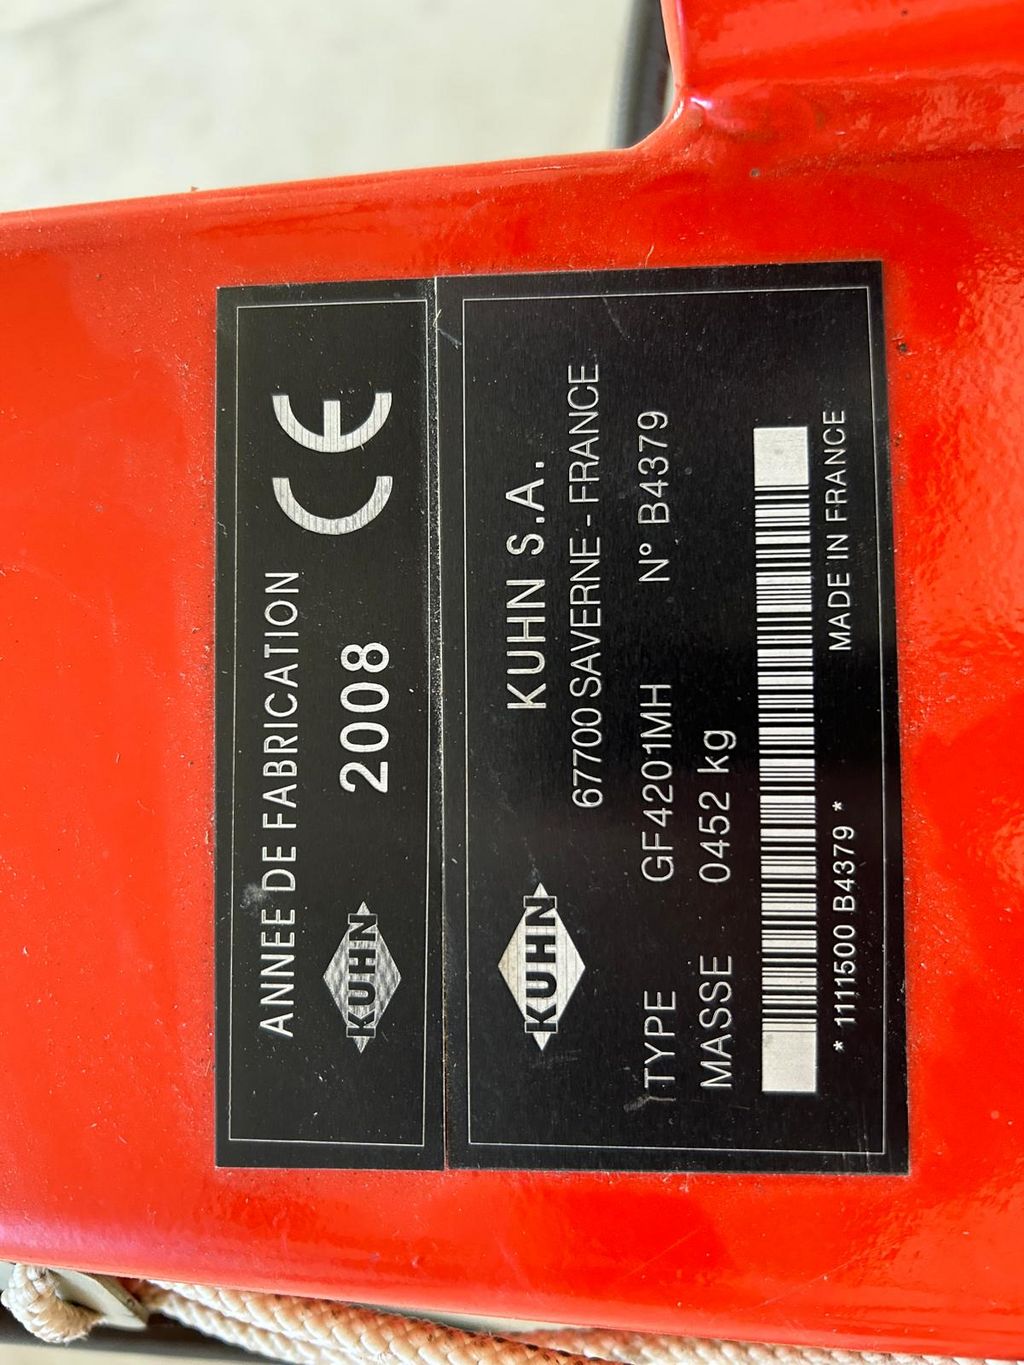 ANNEE DE FABRICATION
KUHN
2008
CE
KUHN
KUHN S.A.
67700 SAVERNE - FRANCE
TYPE GF4201MH N° B4379
MASSE 0452 kg
* 1111500 B4379 *
MADE IN FRANCE